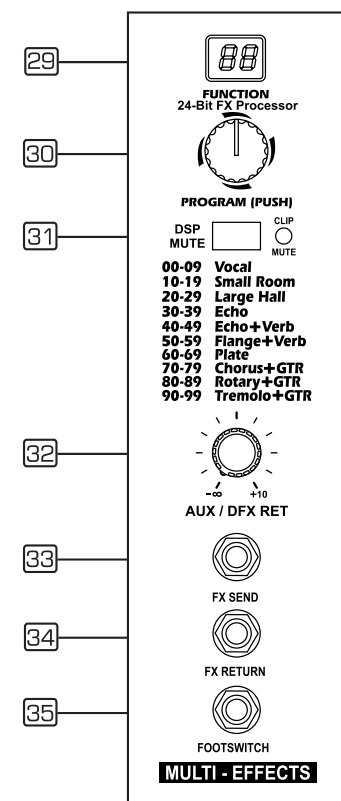 29
88
FUNCTION
24-Bit FX Processor
30
PROGRAM (PUSH)
31
DSP
MUTE
CLIP
MUTE
00-09 Vocal
10-19 Small Room
20-29 Large Hall
30-39 Echo
40-49 Echo+Verb
50-59 Flange+Verb
60-69 Plate
70-79 Chorus+GTR
80-89 Rotary+GTR
90-99 Tremolo+GTR
32
-∞ +10
AUX / DFX RET
33
FX SEND
34
FX RETURN
35
FOOTSWITCH
MULTI - EFFECTS